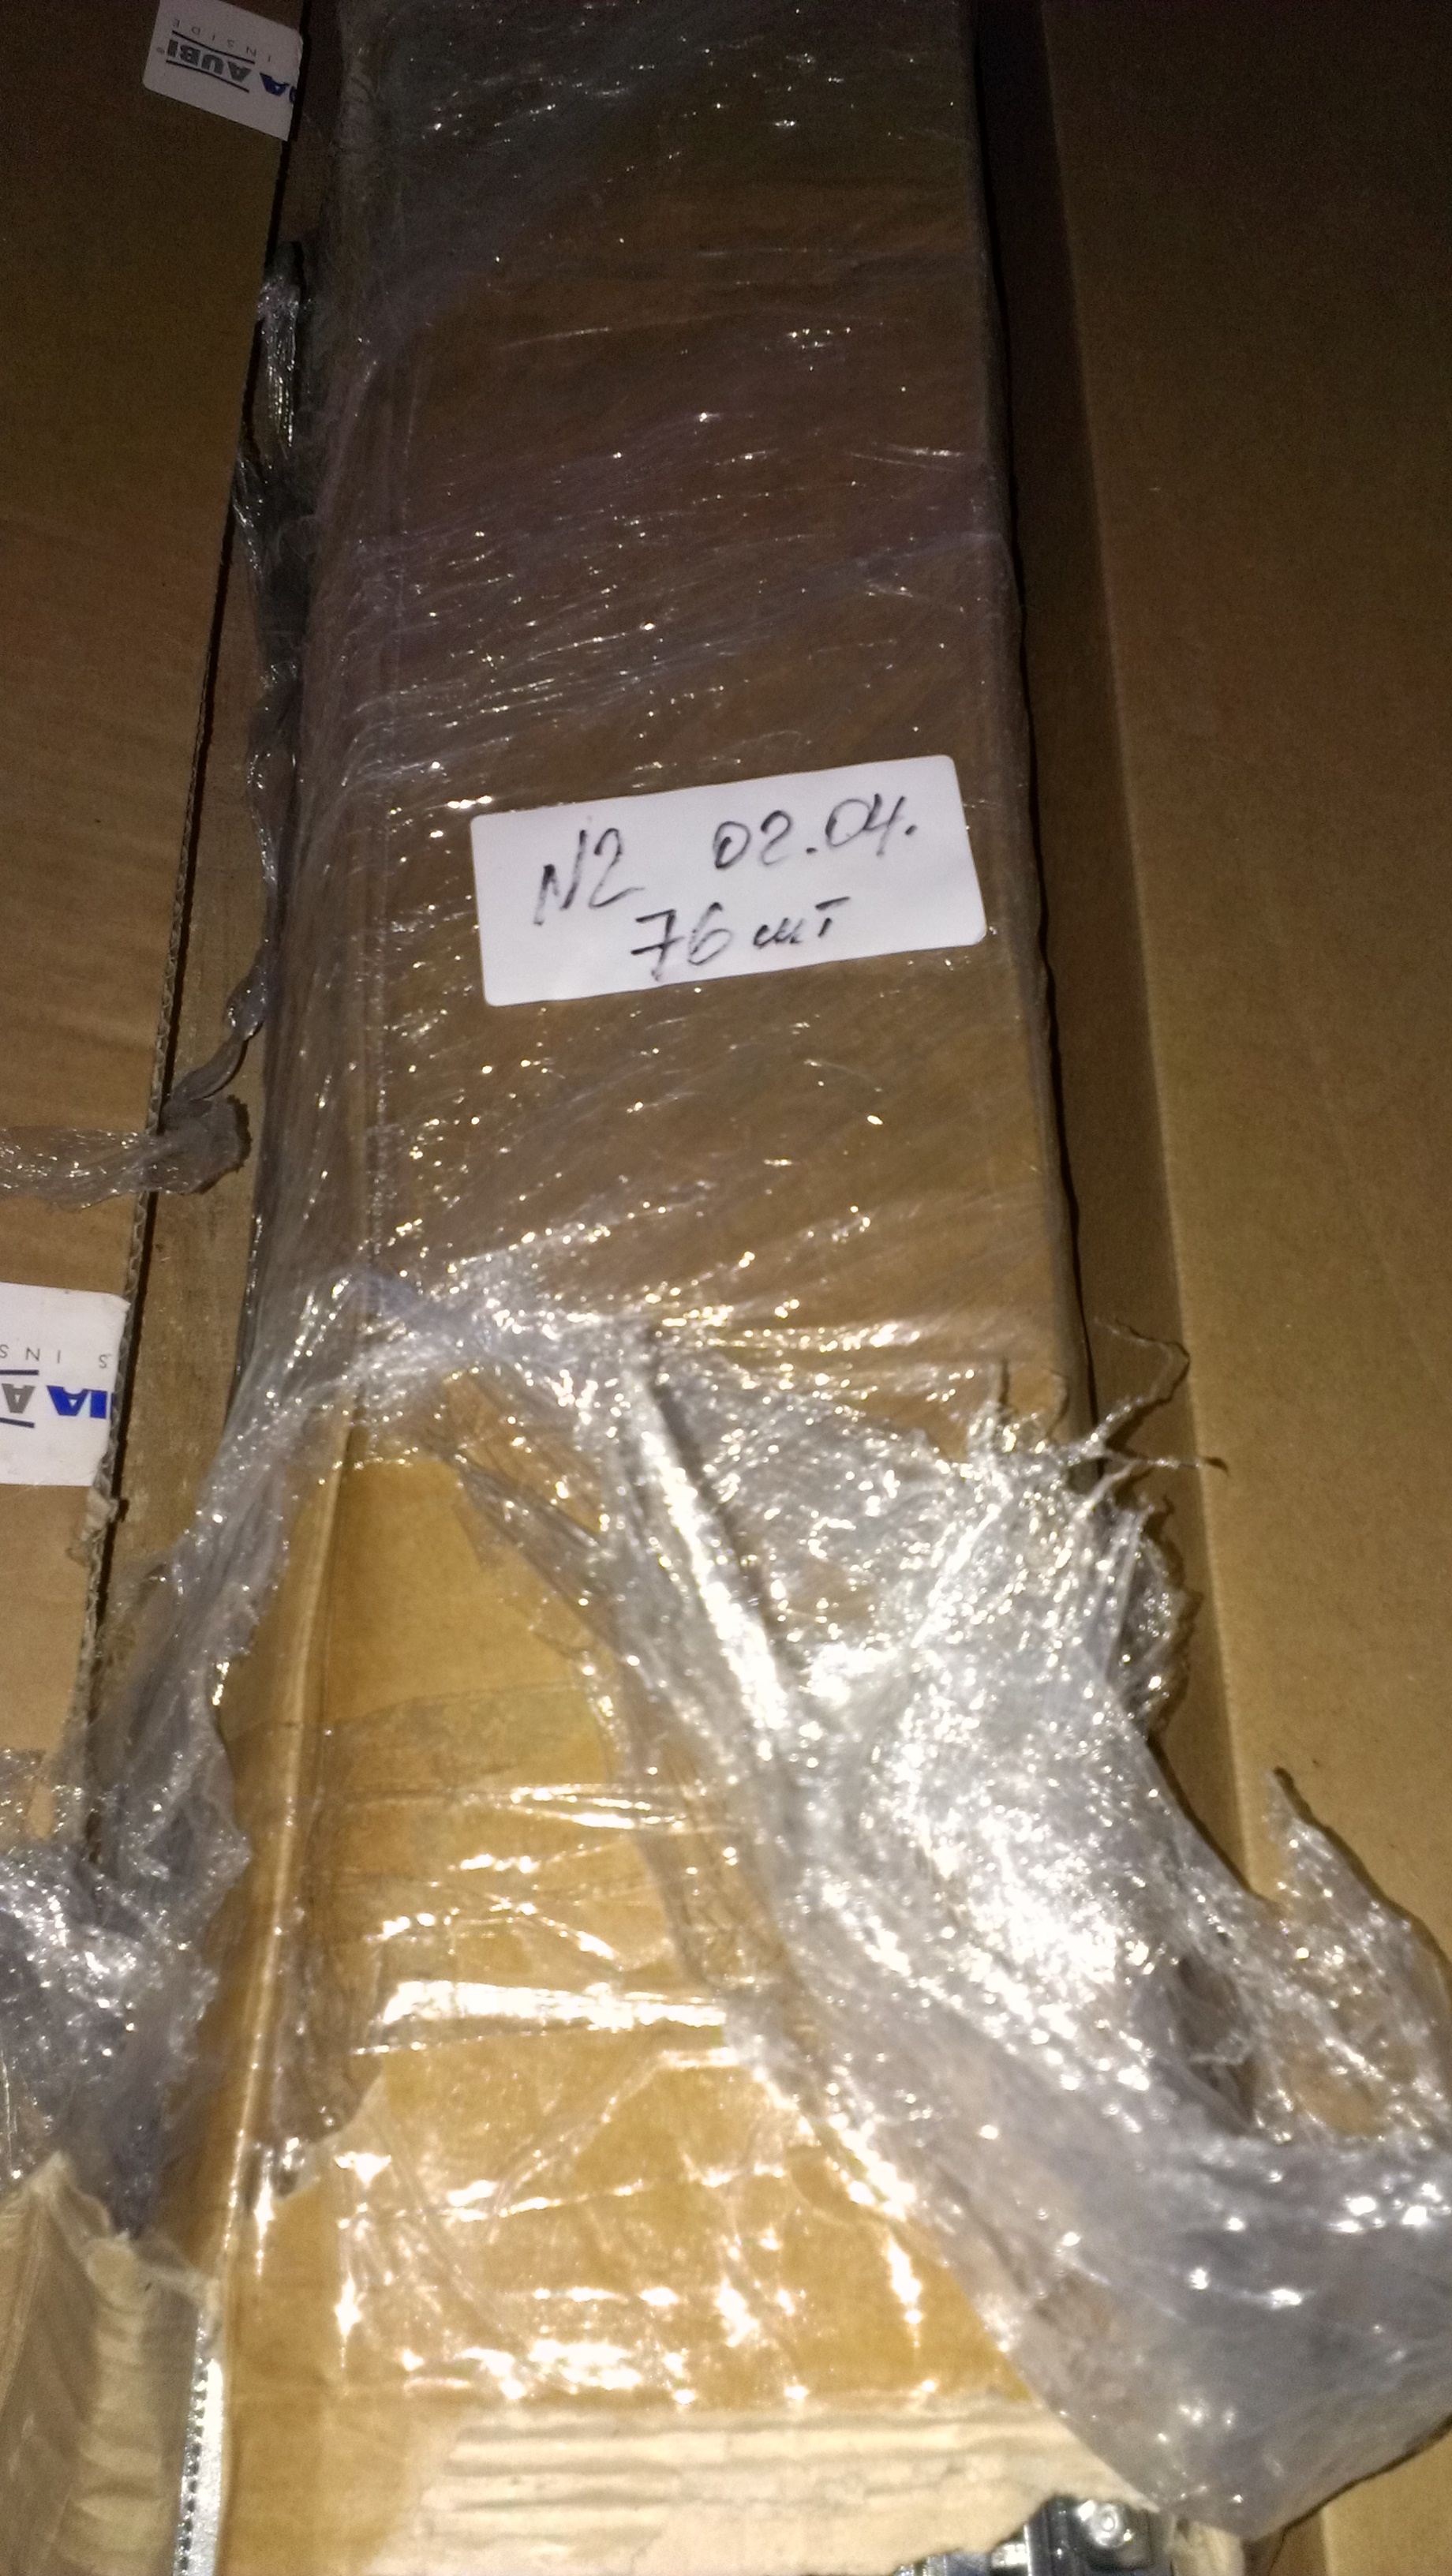 AUBI
INSIDE
N2 02.04.
76 шт